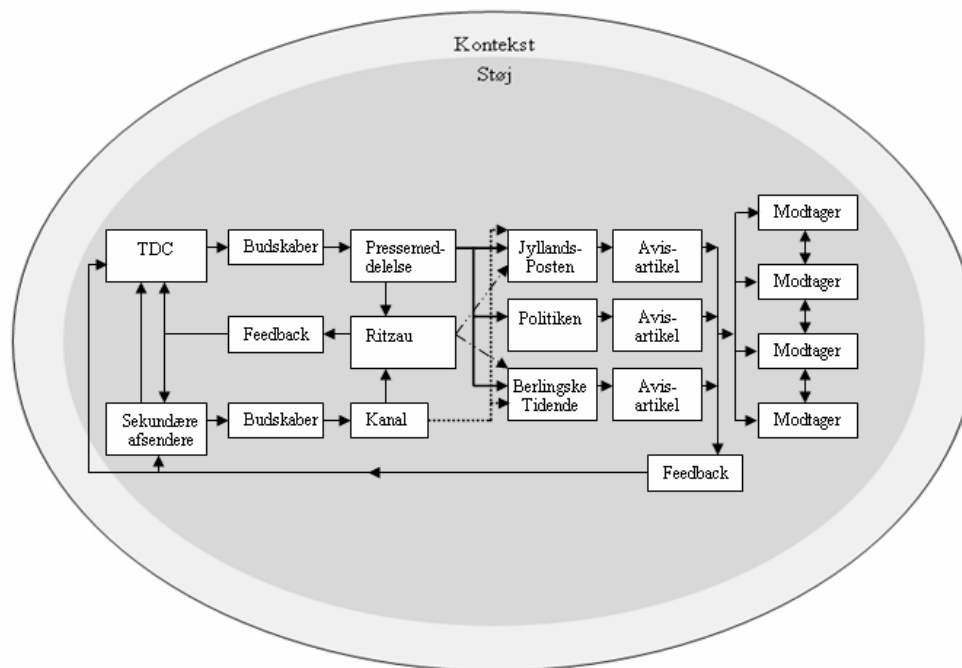 Kontekst
Støj
TDC
Budskaber
Pressemed-
delelse
Jyllands-
Posten
Avis-
artikel
Modtager
Modtager
Feedback
Ritzau
Politiken
Avis-
artikel
Modtager
Sekundære
afsendere
Budskaber
Kanal
Berlingske
Tidende
Avis-
artikel
Modtager
Feedback